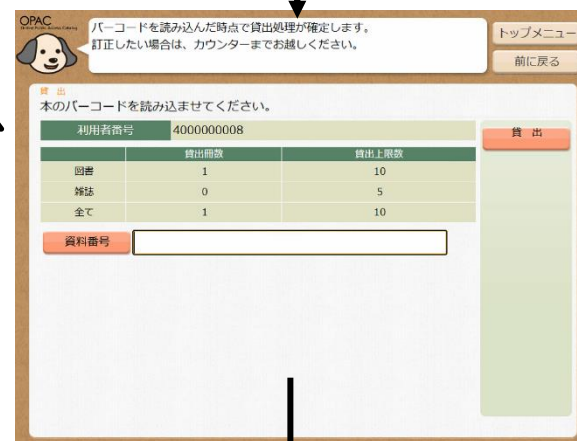 OPAC
バーコードを読み込んだ時点で貸出処理が確定します。
訂正したい場合は、カウンターまでお越しください。
トップメニュー
前に戻る
貸 出
本のバーコードを読み込ませてください。
利用者番号 4000000008
貸 出
貸出冊数 貸出上限数
図書 1 10
雑誌 0 5
全て 1 10
資料番号